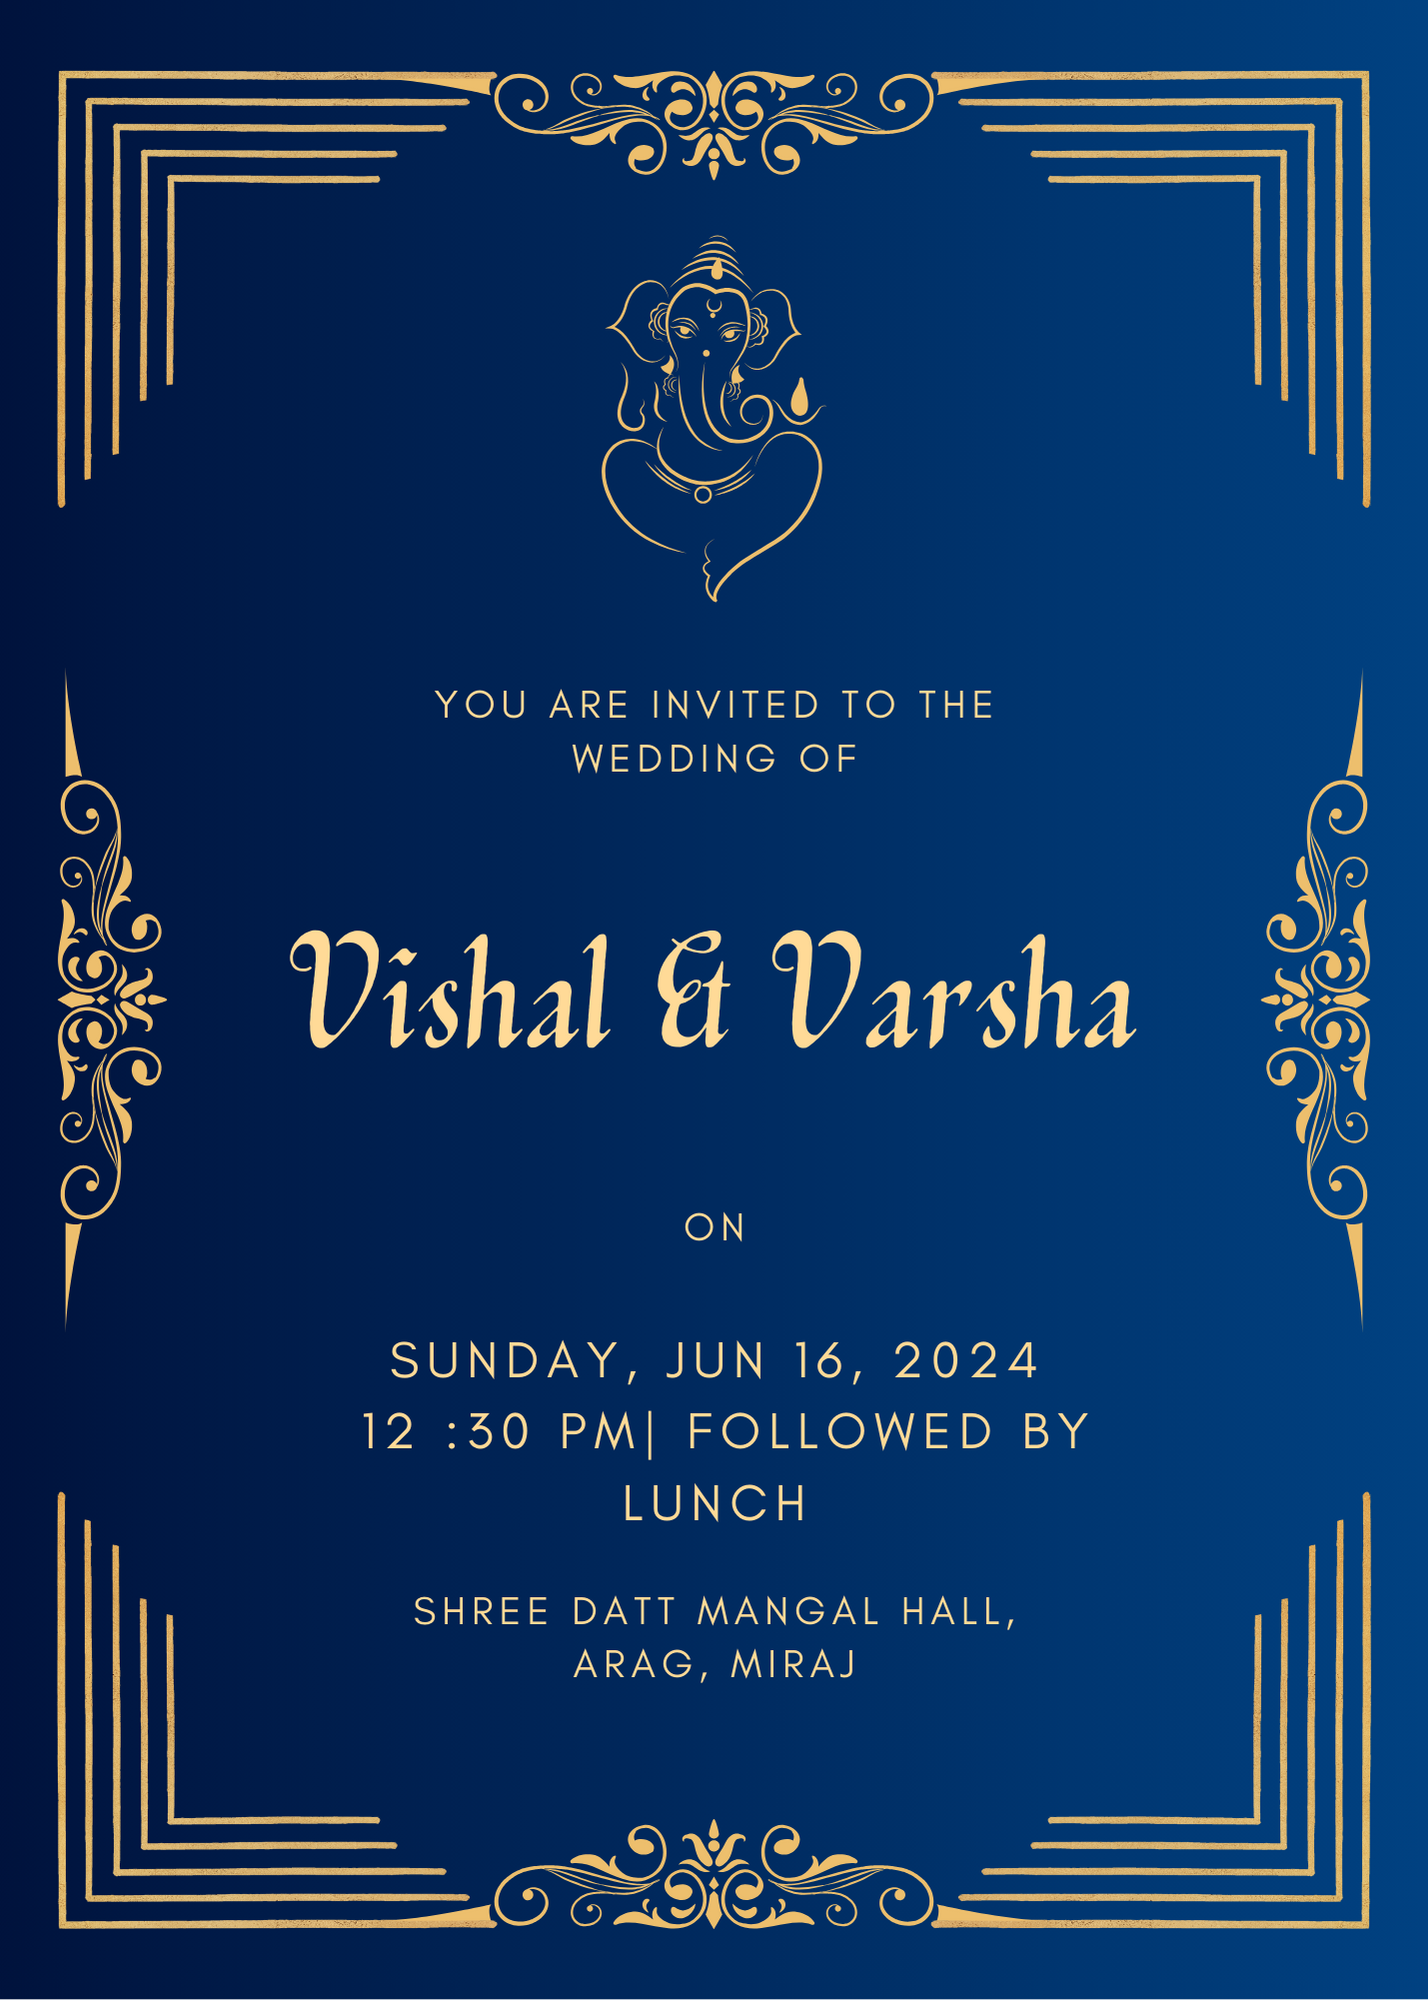 YOU ARE INVITED TO THE
WEDDING OF
Vishal & Varsha
ON
SUNDAY, JUN 16, 2024
12 :30 PM| FOLLOWED BY
LUNCH
SHREE DATT MANGAL HALL,
ARAG, MIRAJ